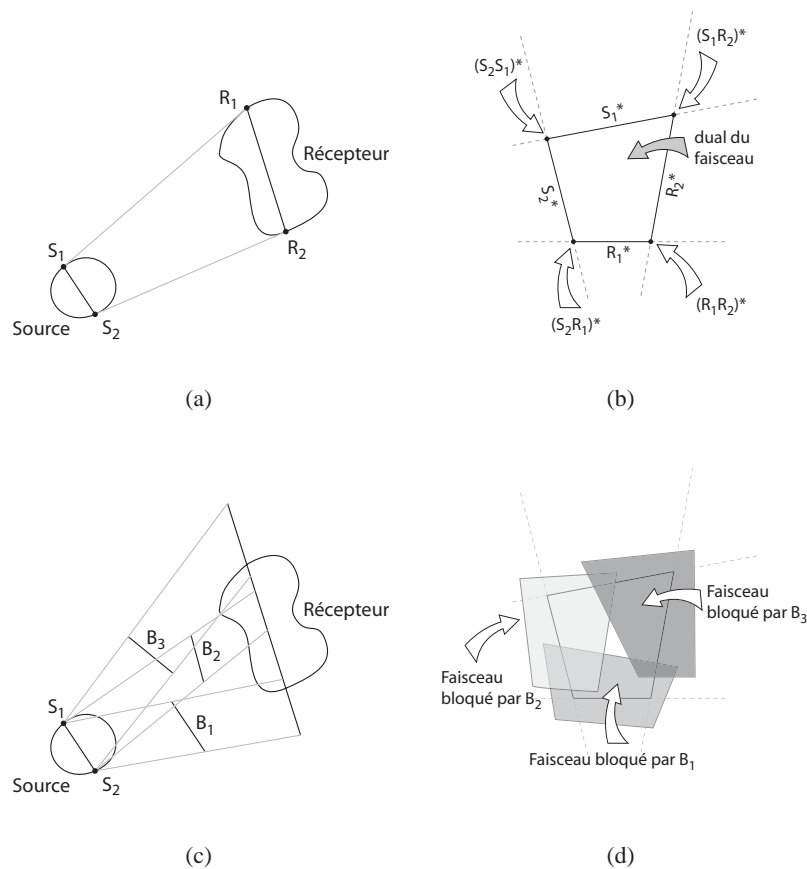 R1
Récepteur
S1
R2
Source
S2
(a)
(S1R2)*
(S2S1)*
S1*
dual du
faisceau
S2*
R2*
R1*
(S2R1)*
(R1R2)*
(b)
Récepteur
B3
B2
S1
B1
Source
S2
(c)
Faisceau
bloqué par B3
Faisceau
bloqué par B2
Faisceau bloqué par B1
(d)